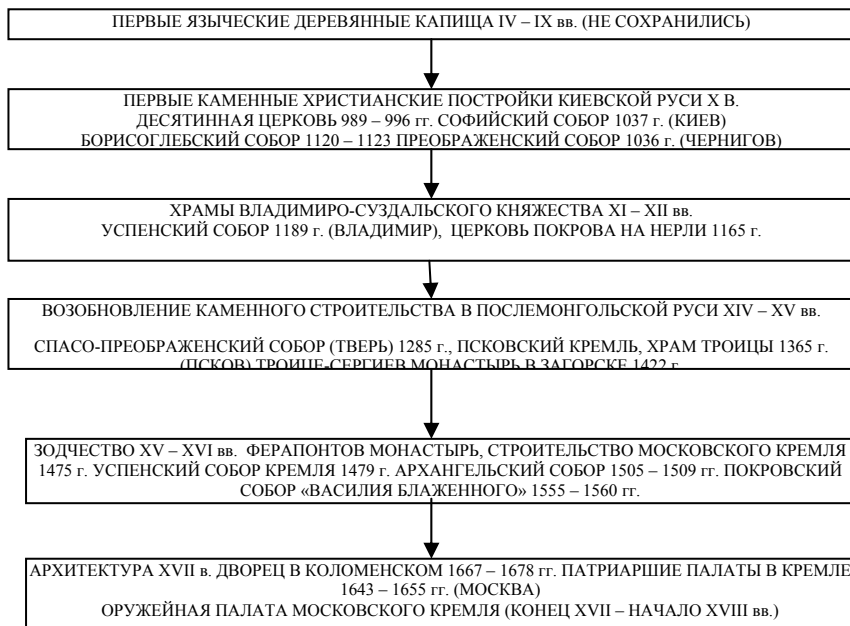 ПЕРВЫЕ ЯЗЫЧЕСКИЕ ДЕРЕВЯННЫЕ КАПИЩА IV – IX вв. (НЕ СОХРАНИЛИСЬ)
ПЕРВЫЕ КАМЕННЫЕ ХРИСТИАНСКИЕ ПОСТРОЙКИ КИЕВСКОЙ РУСИ X В.
ДЕСЯТИННАЯ ЦЕРКОВЬ 989 – 996 гг. СОФИЙСКИЙ СОБОР 1037 г. (КИЕВ)
БОРИСОГЛЕБСКИЙ СОБОР 1120 – 1123 ПРЕОБРАЖЕНСКИЙ СОБОР 1036 г. (ЧЕРНИГОВ)
ХРАМЫ ВЛАДИМИРО-СУЗДАЛЬСКОГО КНЯЖЕСТВА XI – XII вв.
УСПЕНСКИЙ СОБОР 1189 г. (ВЛАДИМИР), ЦЕРКОВЬ ПОКРОВА НА НЕРЛИ 1165 г.
ВОЗОБНОВЛЕНИЕ КАМЕННОГО СТРОИТЕЛЬСТВА В ПОСЛЕМОНГОЛЬСКОЙ РУСИ XIV – XV вв.
СПАСО-ПРЕОБРАЖЕНСКИЙ СОБОР (ТВЕРЬ) 1285 г., ПСКОВСКИЙ КРЕМЛЬ, ХРАМ ТРОИЦЫ 1365 г.
(ПСКОВ) ТРОИЦЕ-СЕРГИЕВ МОНАСТЫРЬ В ЗАГОРСКЕ 1422 г
ЗОДЧЕСТВО XV – XVI вв. ФЕРАПОНТОВ МОНАСТЫРЬ, СТРОИТЕЛЬСТВО МОСКОВСКОГО КРЕМЛЯ
1475 г. УСПЕНСКИЙ СОБОР КРЕМЛЯ 1479 г. АРХАНГЕЛЬСКИЙ СОБОР 1505 – 1509 гг. ПОКРОВСКИЙ
СОБОР «ВАСИЛИЯ БЛАЖЕННОГО» 1555 – 1560 гг.
АРХИТЕКТУРА XVII в. ДВОРЕЦ В КОЛОМЕНСКОМ 1667 – 1678 гг. ПАТРИАРШИЕ ПАЛАТЫ В КРЕМЛЕ
1643 – 1655 гг. (МОСКВА)
ОРУЖЕЙНАЯ ПАЛАТА МОСКОВСКОГО КРЕМЛЯ (КОНЕЦ XVII – НАЧАЛО XVIII вв.)